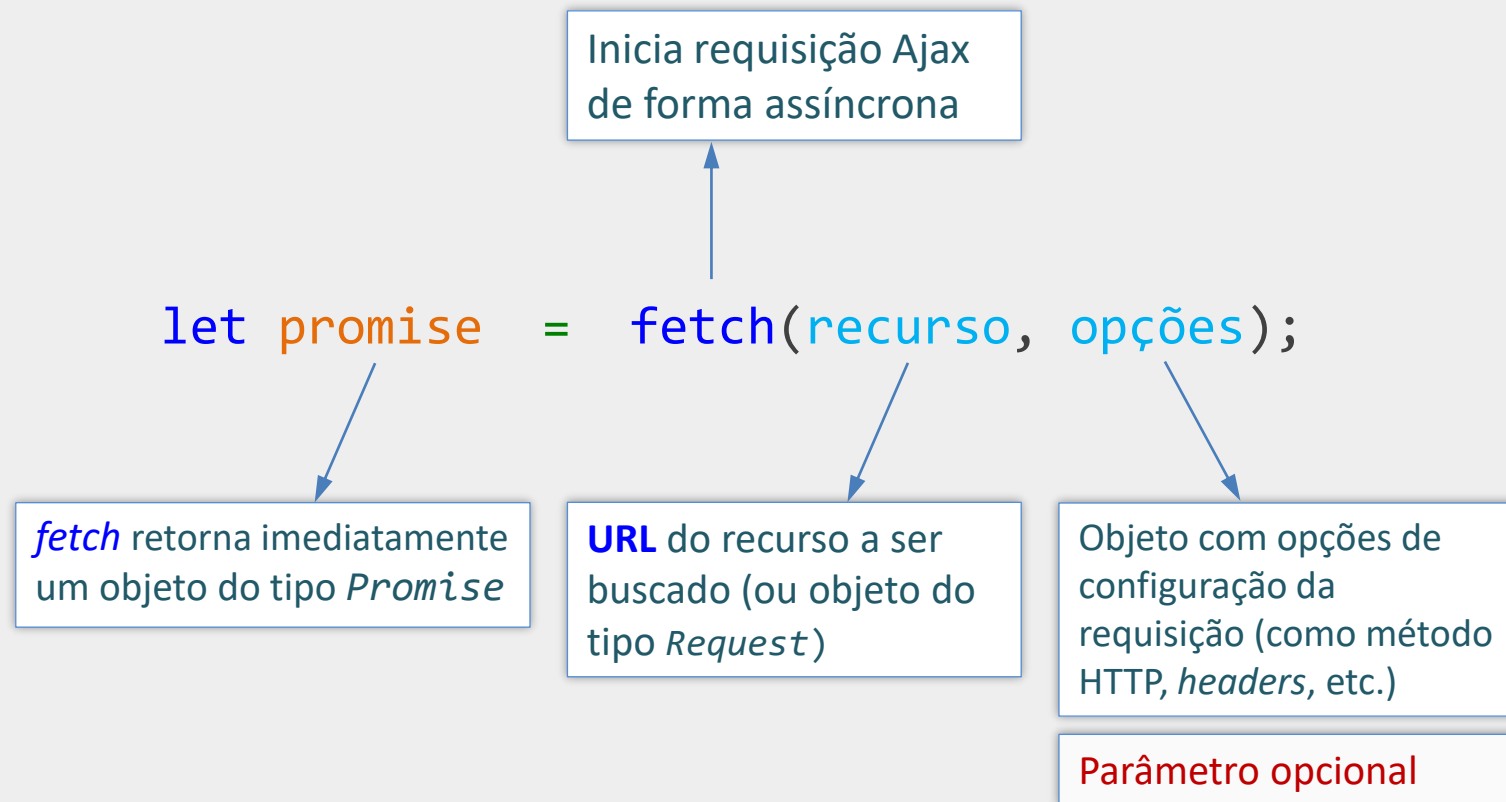 Inicia requisição Ajax
de forma assíncrona
let promise = fetch(recurso, opções);
fetch retorna imediatamente
um objeto do tipo Promise
URL do recurso a ser
buscado (ou objeto do
tipo Request)
Objeto com opções de
configuração da
requisição (como método
HTTP, headers, etc.)
Parâmetro opcional